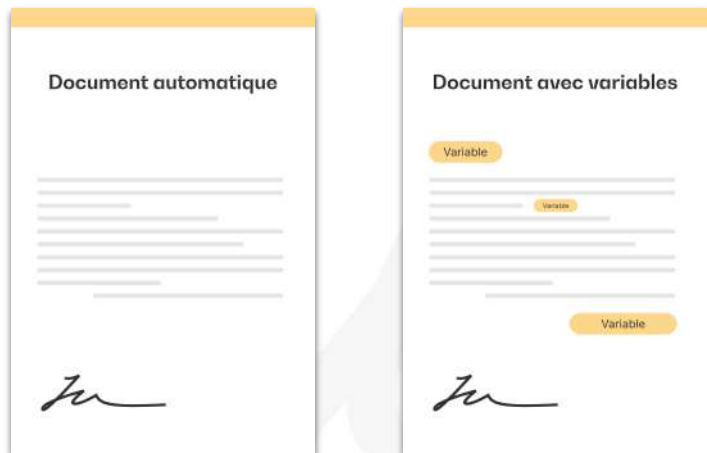 Document automatique
Document avec variables
Variable
Variable
Variable